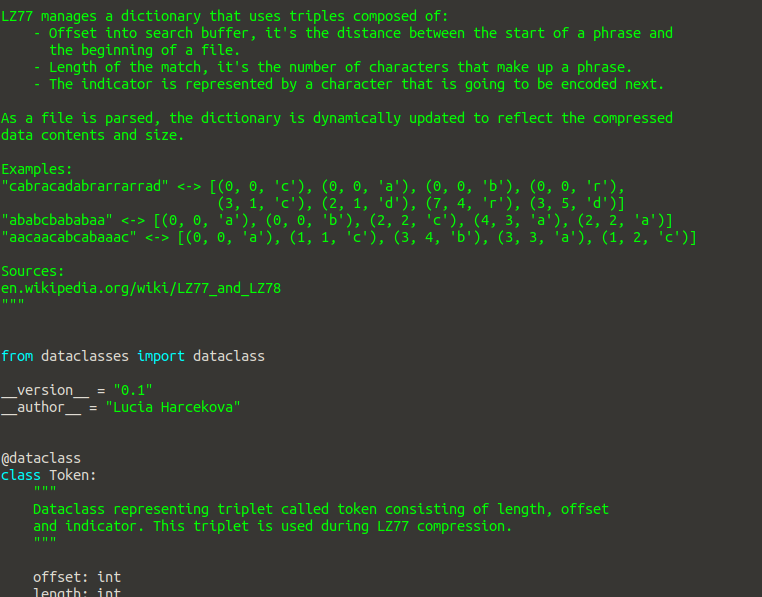 LZ77 manages a dictionary that uses triples composed of:
    - Offset into search buffer, it's the distance between the start of a phrase and
      the beginning of a file.
    - Length of the match, it's the number of characters that make up a phrase.
    - The indicator is represented by a character that is going to be encoded next.

As a file is parsed, the dictionary is dynamically updated to reflect the compressed
data contents and size.

Examples:
"cabracadabrarrarrad" <-> [(0, 0, 'c'), (0, 0, 'a'), (0, 0, 'b'), (0, 0, 'r'),
                           (3, 1, 'c'), (2, 1, 'd'), (7, 4, 'r'), (3, 5, 'd')]
"ababcbababaa" <-> [(0, 0, 'a'), (0, 0, 'b'), (2, 2, 'c'), (4, 3, 'a'), (2, 2, 'a')]
"aacaacabcabaaac" <-> [(0, 0, 'a'), (1, 1, 'c'), (3, 4, 'b'), (3, 3, 'a'), (1, 2, 'c')]

Sources:
en.wikipedia.org/wiki/LZ77_and_LZ78
"""


from dataclasses import dataclass

__version__ = "0.1"
__author__ = "Lucia Harcekova"


@dataclass
class Token:
    """
    Dataclass representing triplet called token consisting of length, offset
    and indicator. This triplet is used during LZ77 compression.
    """

    offset: int
    length: int